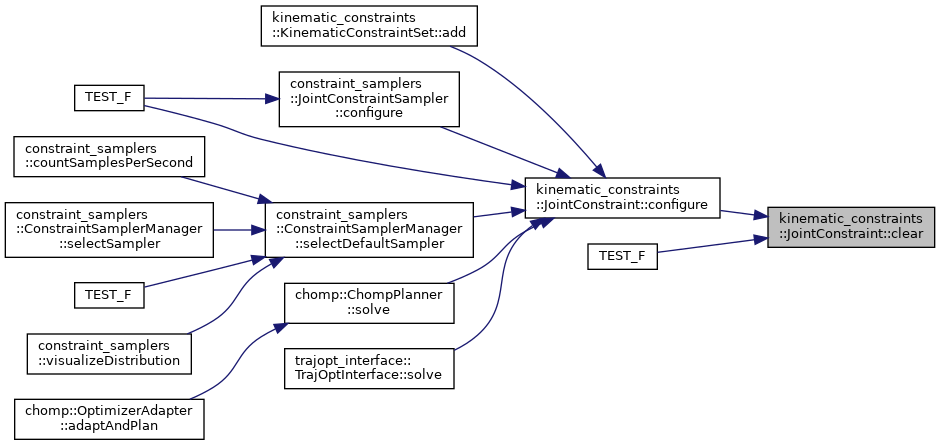 kinematic_constraints
::KinematicConstraintSet::add
constraint_samplers
::JointConstraintSampler
::configure
TEST_F
constraint_samplers
::countSamplesPerSecond
kinematic_constraints
::JointConstraint::configure
constraint_samplers
::ConstraintSamplerManager
::selectSampler
constraint_samplers
::ConstraintSamplerManager
::selectDefaultSampler
kinematic_constraints
::JointConstraint::clear
TEST_F
TEST_F
chomp::ChompPlanner
::solve
constraint_samplers
::visualizeDistribution
trajopt_interface::
TrajOptInterface::solve
chomp::OptimizerAdapter
::adaptAndPlan